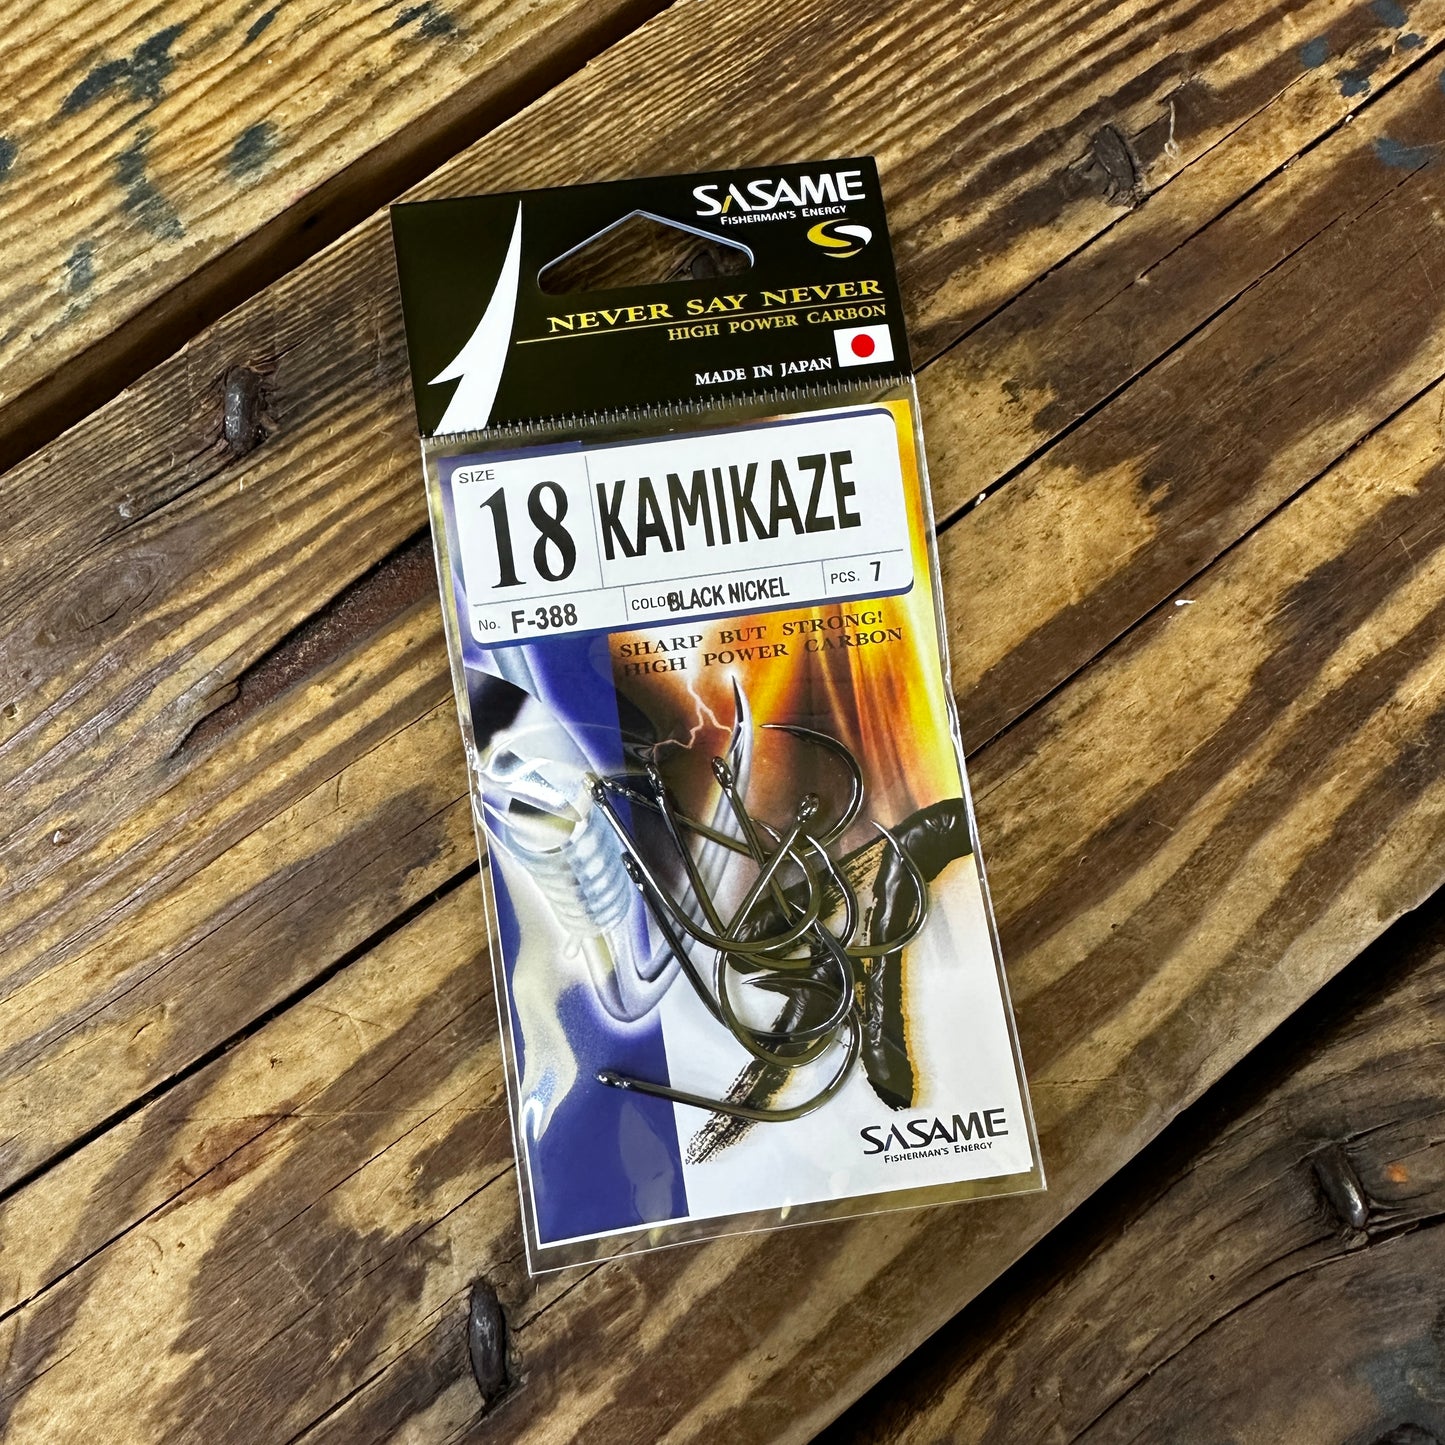 SASAME
FISHERMAN'S ENERGY
NEVER SAY NEVER
HIGH POWER CARBON
MADE IN JAPAN
SIZE
18
KAMIKAZE
No. F-388
COLOR BLACK NICKEL
PCS. 7
SHARP BUT STRONG!
HIGH POWER CARBON
SASAME
FISHERMAN'S ENERGY